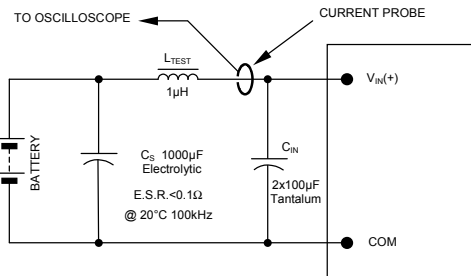 TO OSCILLOSCOPE
CURRENT PROBE
LTEST
1µH
VIN(+)
BATTERY
CS 1000µF
Electrolytic
E.S.R.<0.1Ω
@ 20°C 100kHz
CIN
2x100µF
Tantalum
COM